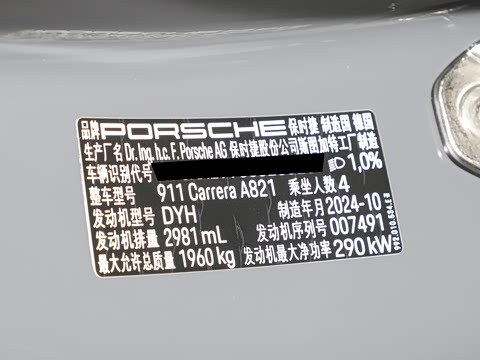 品牌 PORSCHE 保时捷 制造国 德国
生产厂名 Dr. Ing. h.c. F. Porsche AG 保时捷股份公司斯图加特工厂制造
车辆识别代号 1,0%
整车型号 911 Carrera A821 乘坐人数 4
发动机型号 DYH 制造年月 2024-10
发动机排量 2981 mL 发动机序列号 007491
最大允许总质量 1960 kg 发动机最大净功率 290 kW